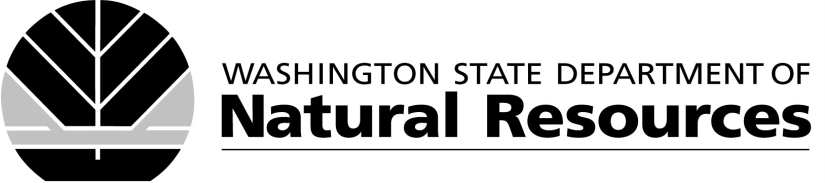 WASHINGTON STATE DEPARTMENT OF
Natural Resources